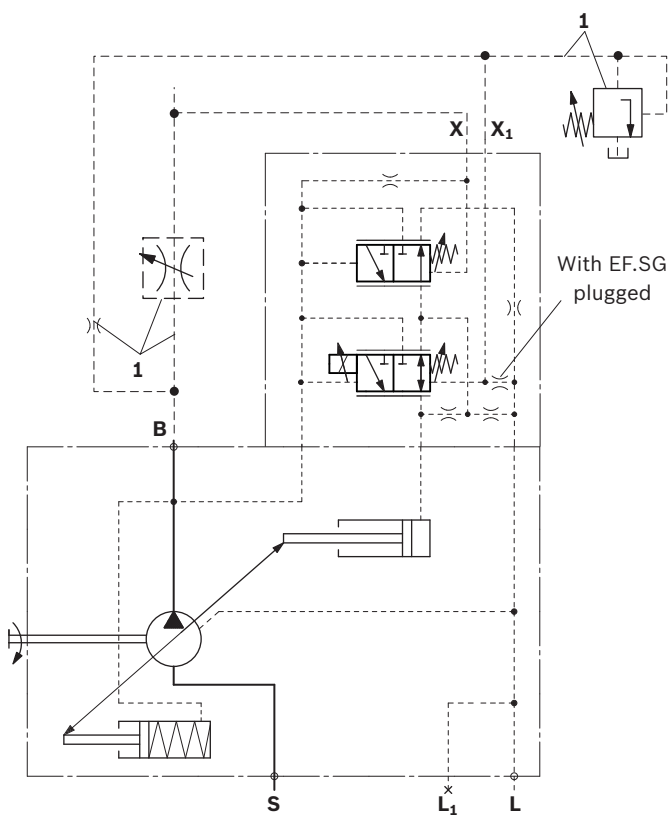 1
X X₁
With EF.SG
plugged
1
B
S L₁ L